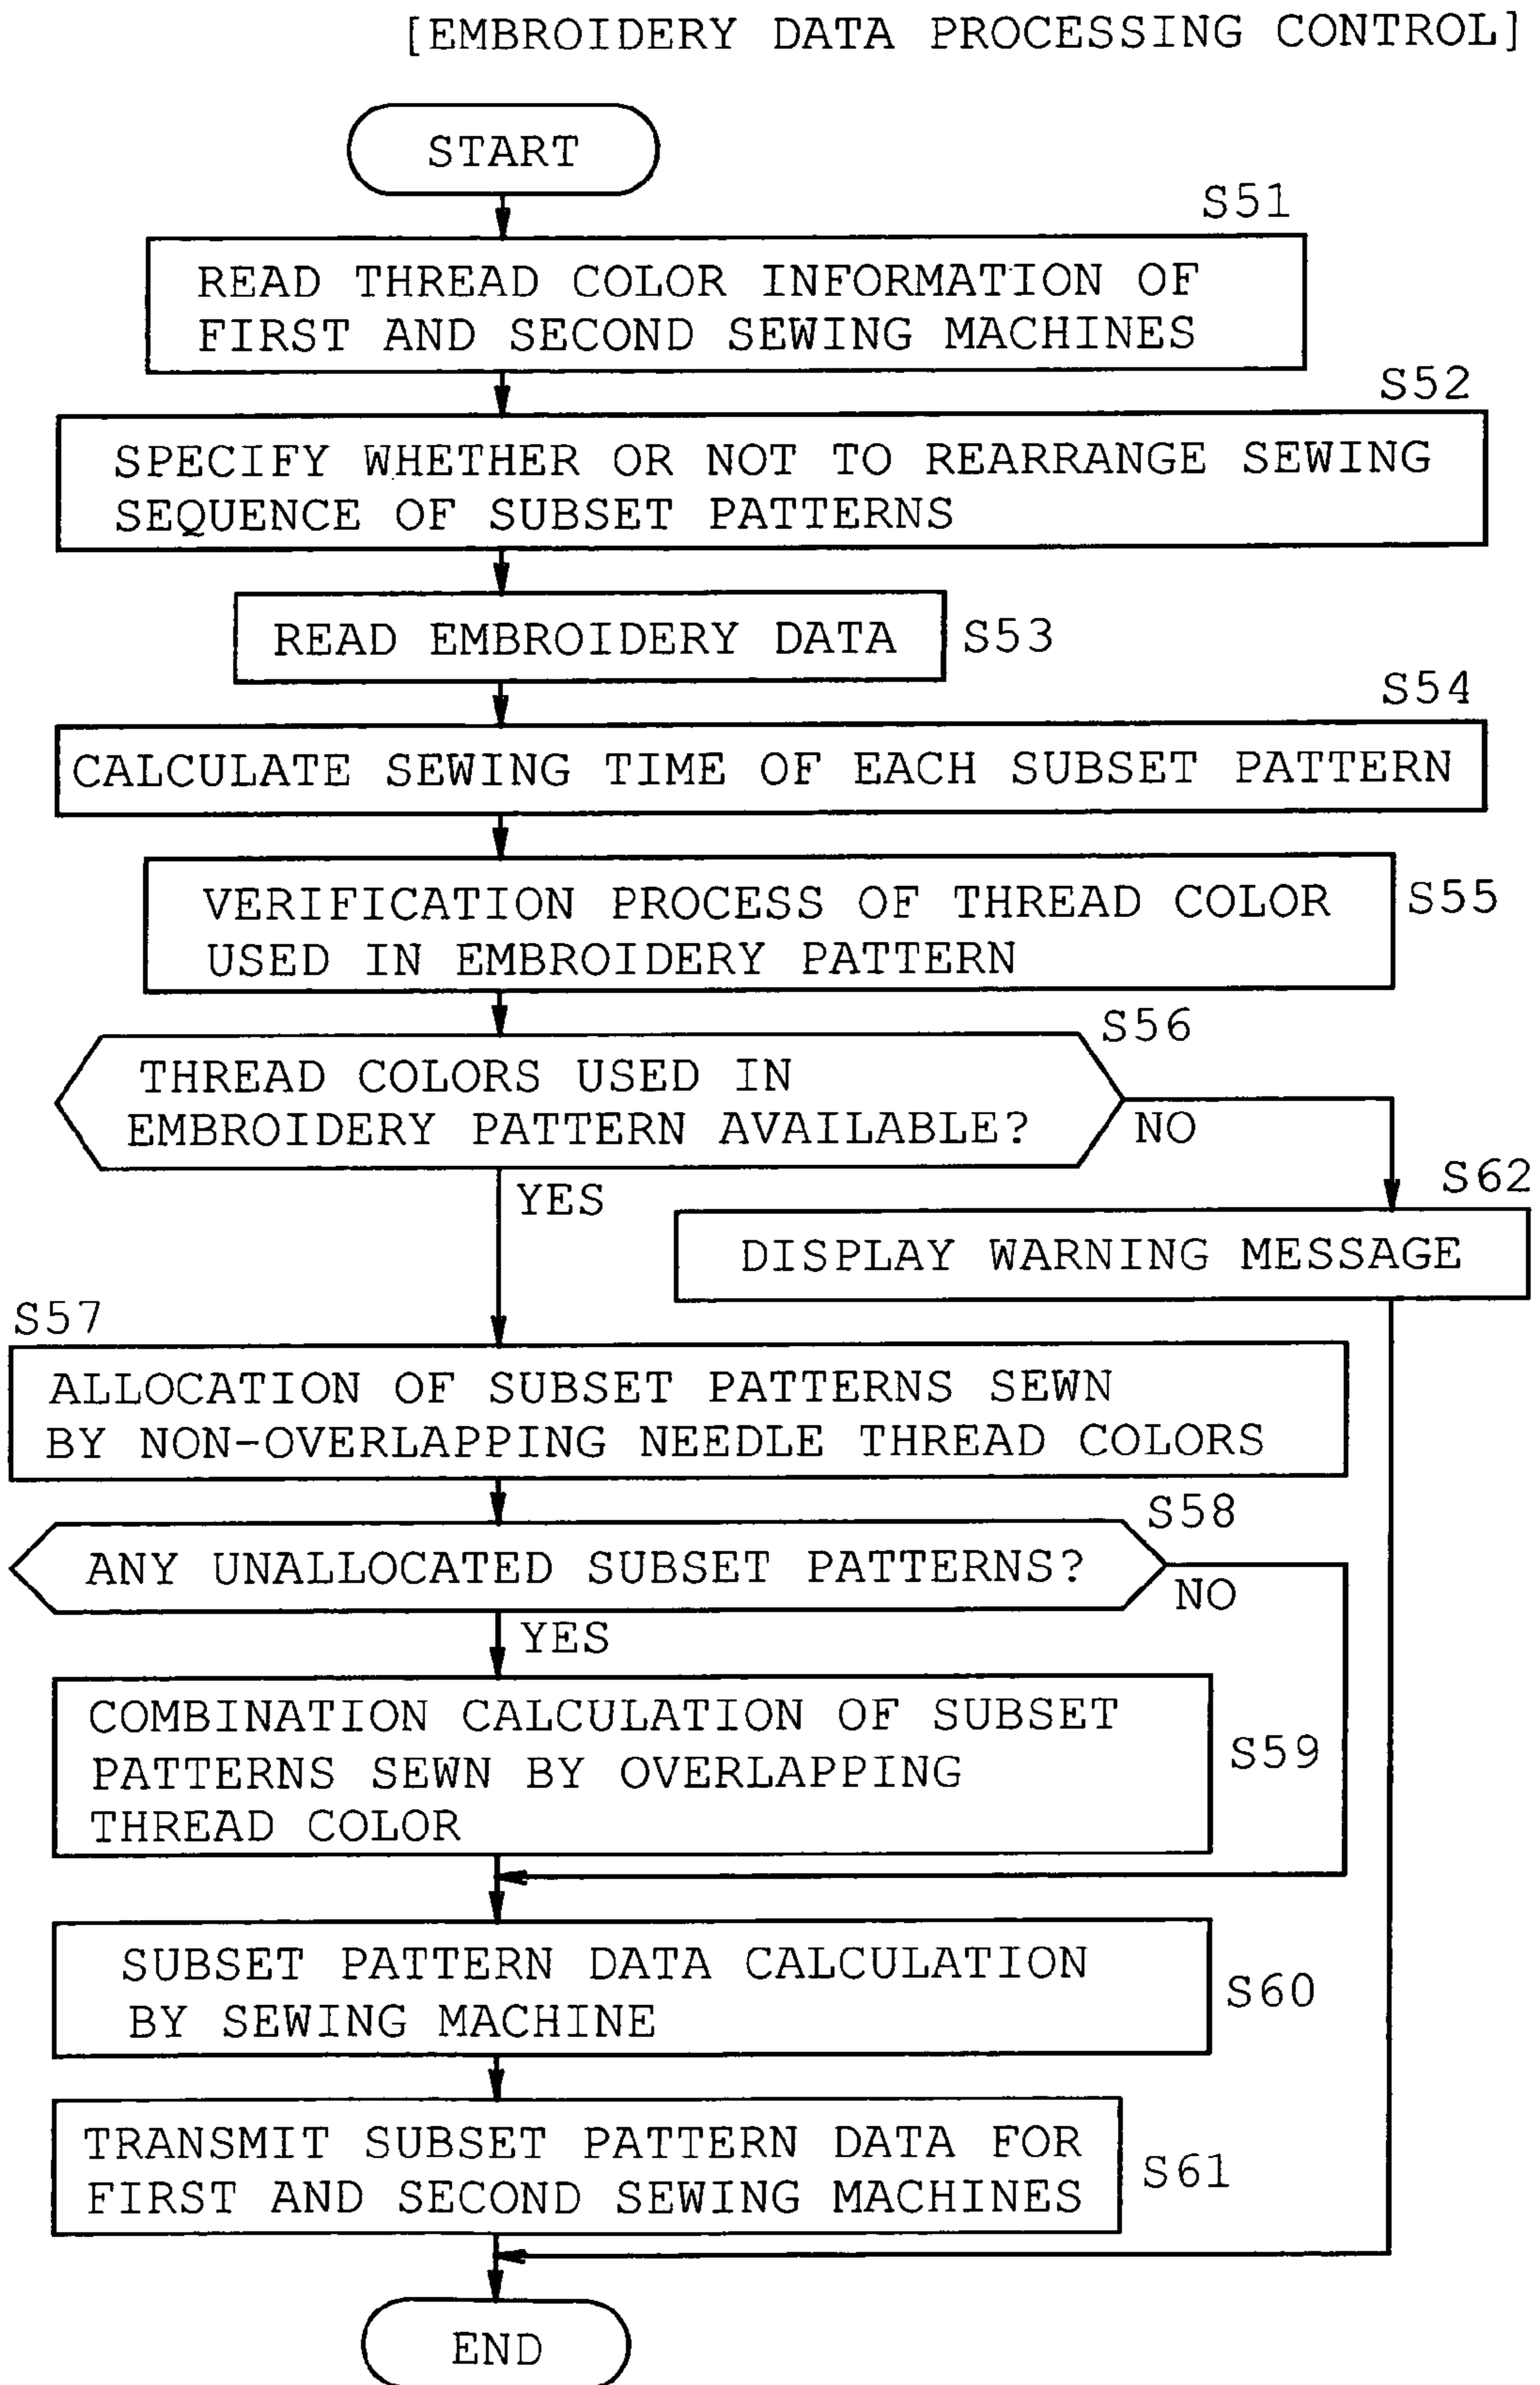 [EMBROIDERY DATA PROCESSING CONTROL]
START
S51
READ THREAD COLOR INFORMATION OF
FIRST AND SECOND SEWING MACHINES
S52
SPECIFY WHETHER OR NOT TO REARRANGE SEWING
SEQUENCE OF SUBSET PATTERNS
READ EMBROIDERY DATA
S53
S54
CALCULATE SEWING TIME OF EACH SUBSET PATTERN
VERIFICATION PROCESS OF THREAD COLOR
USED IN EMBROIDERY PATTERN
S55
S56
THREAD COLORS USED IN
EMBROIDERY PATTERN AVAILABLE?
NO
YES
S62
DISPLAY WARNING MESSAGE
S57
ALLOCATION OF SUBSET PATTERNS SEWN
BY NON-OVERLAPPING NEEDLE THREAD COLORS
S58
ANY UNALLOCATED SUBSET PATTERNS?
NO
YES
COMBINATION CALCULATION OF SUBSET
PATTERNS SEWN BY OVERLAPPING
THREAD COLOR
S59
SUBSET PATTERN DATA CALCULATION
BY SEWING MACHINE
S60
TRANSMIT SUBSET PATTERN DATA FOR
FIRST AND SECOND SEWING MACHINES
S61
END